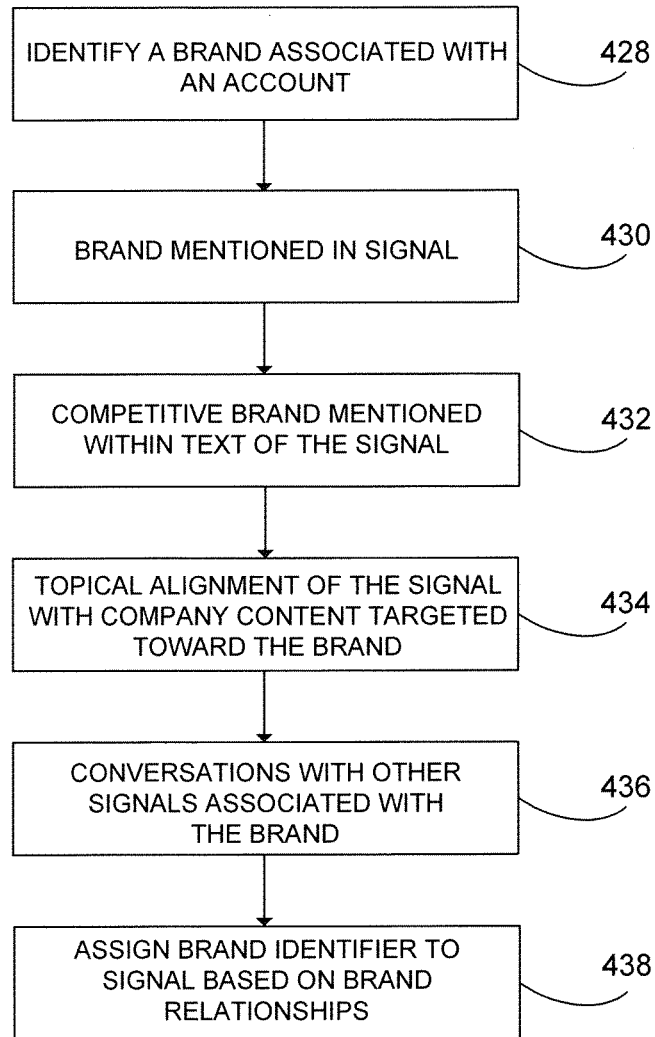 IDENTIFY A BRAND ASSOCIATED WITH
AN ACCOUNT
428
BRAND MENTIONED IN SIGNAL
430
COMPETITIVE BRAND MENTIONED
WITHIN TEXT OF THE SIGNAL
432
TOPICAL ALIGNMENT OF THE SIGNAL
WITH COMPANY CONTENT TARGETED
TOWARD THE BRAND
434
CONVERSATIONS WITH OTHER
SIGNALS ASSOCIATED WITH
THE BRAND
436
ASSIGN BRAND IDENTIFIER TO
SIGNAL BASED ON BRAND
RELATIONSHIPS
438